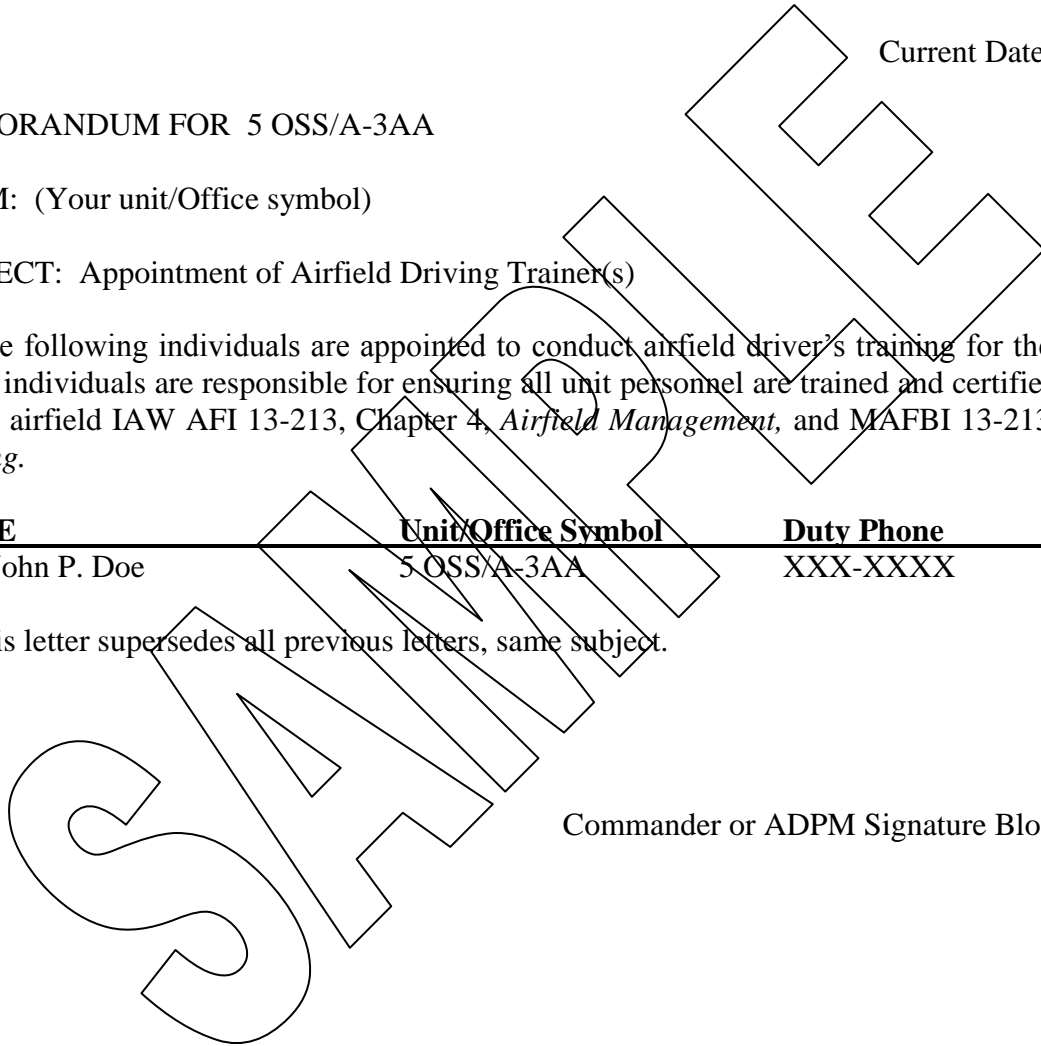 Current Date
ORANDUM FOR 5 OSS/A-3AA
M: (Your unit/Office symbol)
ECT: Appointment of Airfield Driving Trainer(s)
e following individuals are appointed to conduct airfield driver's training for the
individuals are responsible for ensuring all unit personnel are trained and certifie
airfield IAW AFI 13-213, Chapter 4, Airfield Management, and MAFBI 13-213
ng.
E Unit/Office Symbol Duty Phone
John P. Doe 5 OSS/A-3AA XXX-XXXX
is letter supersedes all previous letters, same subject.
Commander or ADPM Signature Blo
SAMPLE